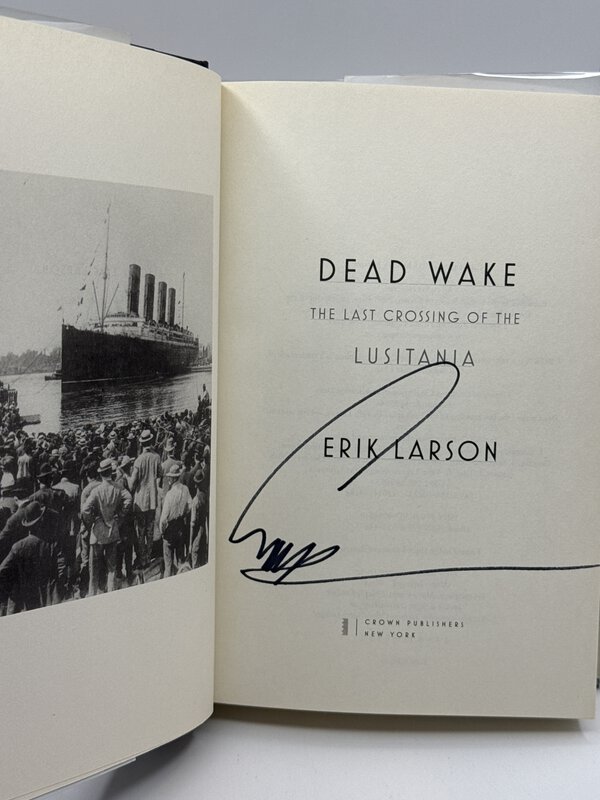 DEAD WAKE
THE LAST CROSSING OF THE
LUSITANIA
ERIK LARSON
CROWN PUBLISHERS
NEW YORK